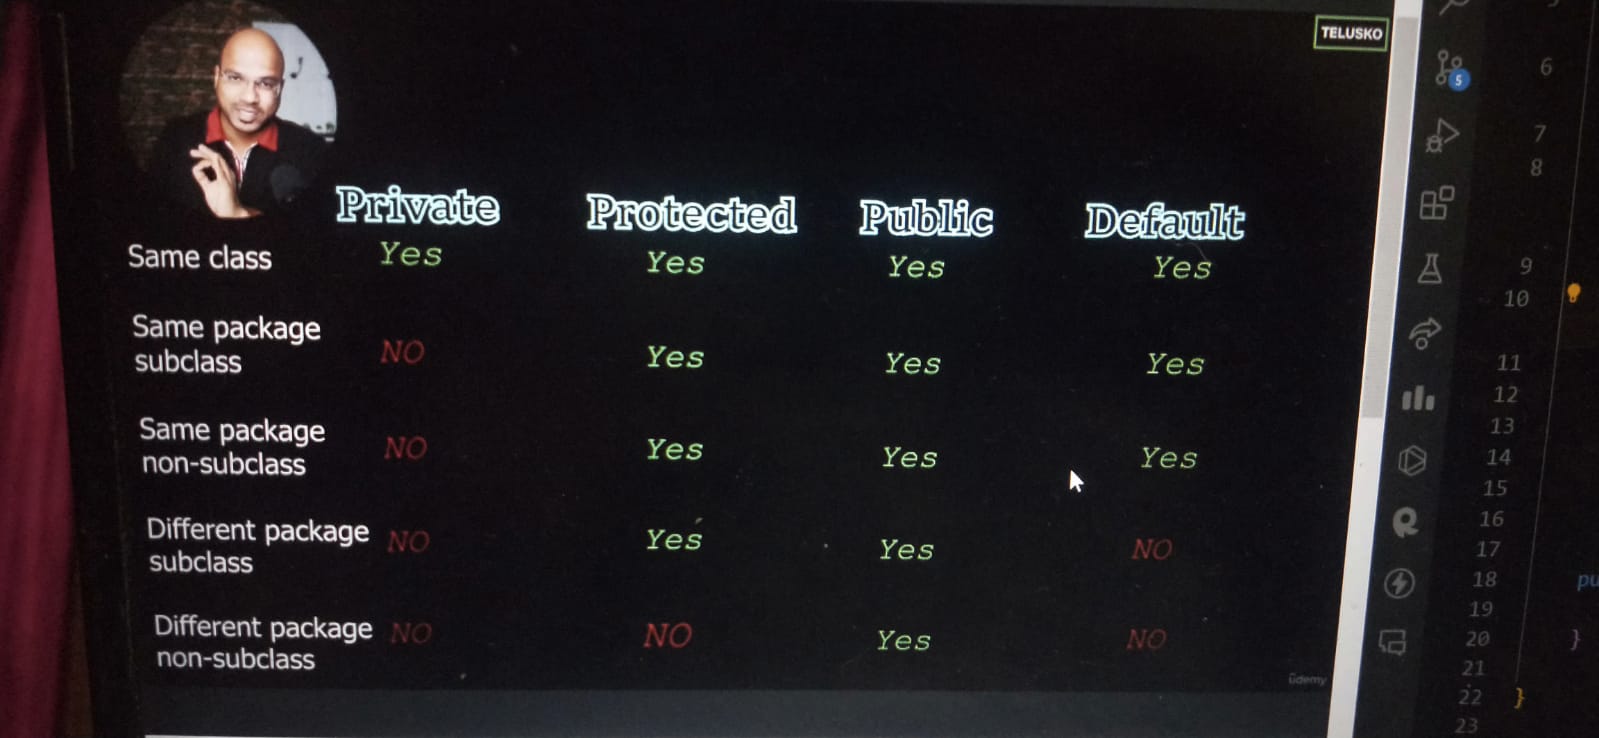 TELUSKO
Private Protected Public Default
Same class Yes Yes Yes Yes
Same package
subclass NO Yes Yes Yes
Same package
non-subclass NO Yes Yes Yes
Different package
subclass NO Yes Yes NO
Different package
non-subclass NO NO Yes NO
ûdemy
5
6
7
8
9
10
11
12
13
14
15
16
17
18 pu
19
20 }
21
22 }
23